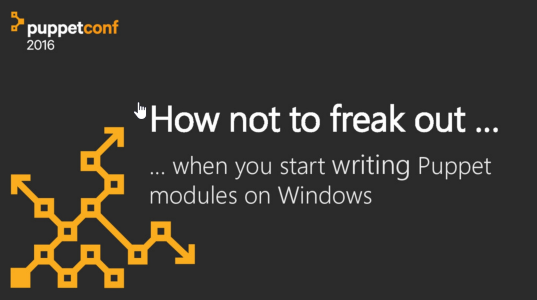 puppetconf
2016
How not to freak out ...
... when you start writing Puppet
modules on Windows